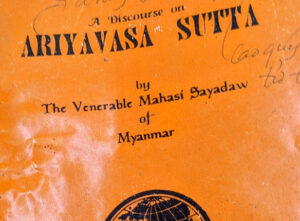 A Discourse on
ARIYAVASA SUTTA
by
The Venerable Mahasi Sayadaw
of
Myanmar